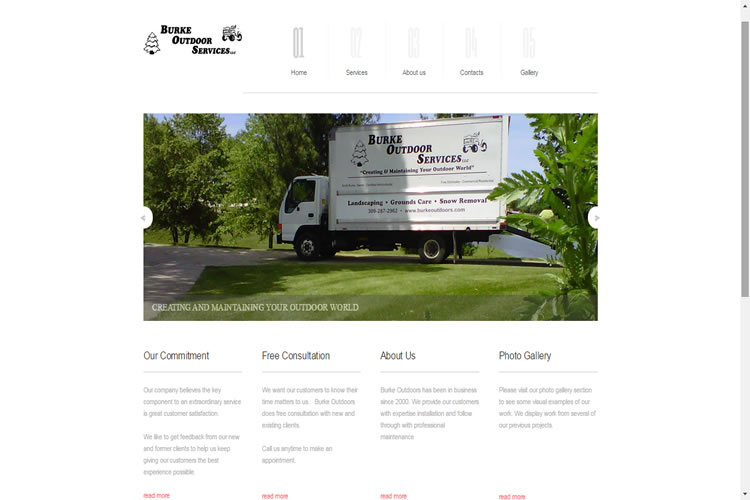 BURKE
OUTDOOR
SERVICES LLC
01
02
03
04
05
Home
Services
About us
Contacts
Gallery
BURKE
OUTDOOR
SERVICES LLC
"Creating & Maintaining Your Outdoor World"
Landscaping • Grounds Care • Snow Removal
309-287-2962 • www.burkeoutdoors.com
CREATING AND MAINTAINING YOUR OUTDOOR WORLD
Our Commitment
Our company believes the key
component to an extraordinary service
is great customer satisfaction.
We like to get feedback from our new
and former clients to help us keep
giving our customers the best
experience possible.
read more
Free Consultation
We want our customers to know their
time matters to us. Burke Outdoors
does free consultation with new and
existing clients.
Call us anytime to make an
appointment.
read more
About Us
Burke Outdoors has been in business
since 2000. We provide our customers
with expertise installation and follow
through with professional
maintenance
read more
Photo Gallery
Please visit our photo gallery section
to see some visual examples of our
work. We display work from several of
our previous projects.
read more